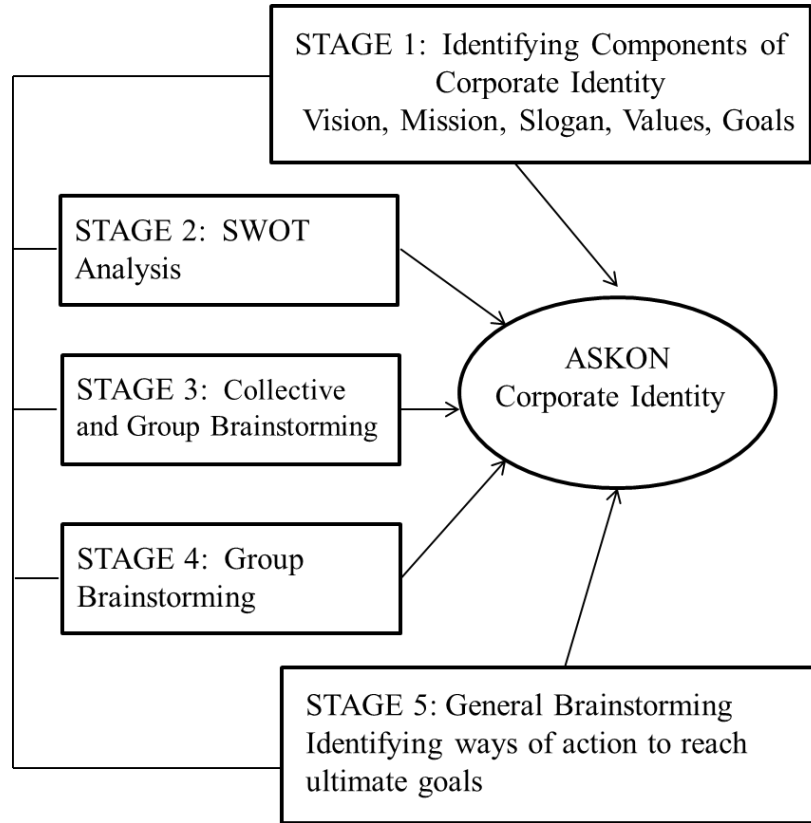 STAGE 1: Identifying Components of
Corporate Identity
Vision, Mission, Slogan, Values, Goals
STAGE 2: SWOT
Analysis
STAGE 3: Collective
and Group Brainstorming
STAGE 4: Group
Brainstorming
ASKON
Corporate Identity
STAGE 5: General Brainstorming
Identifying ways of action to reach
ultimate goals